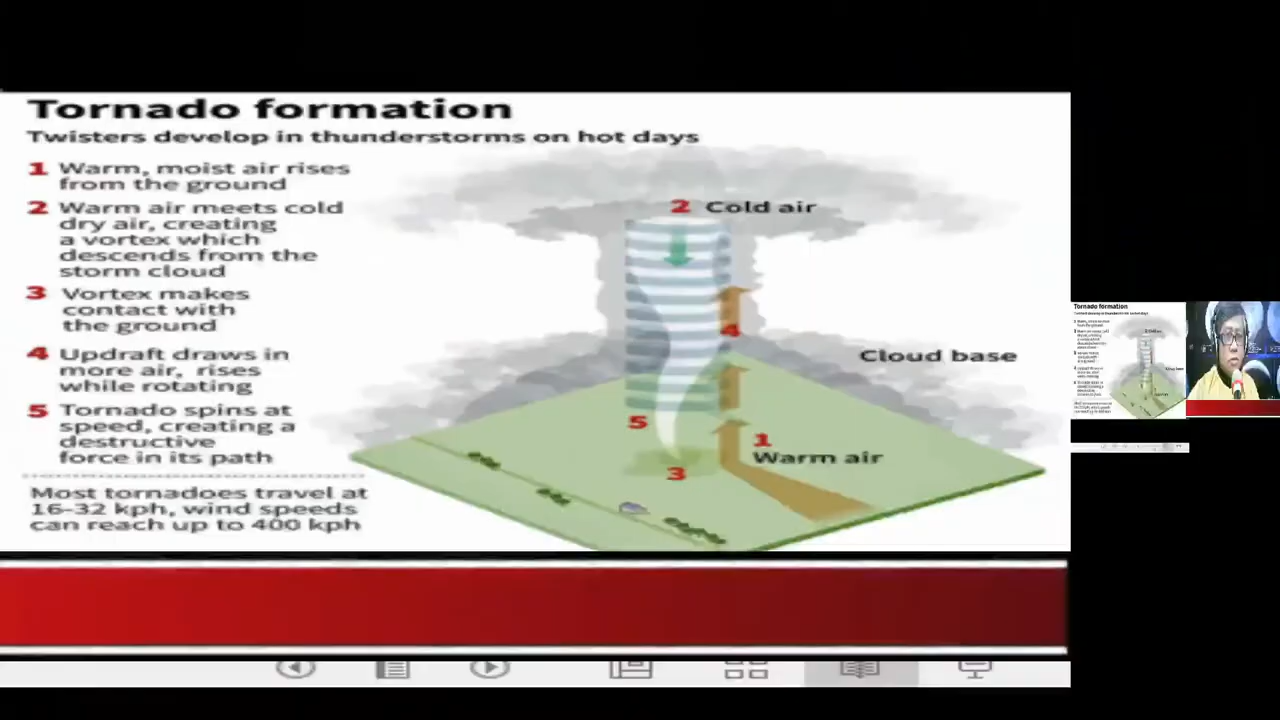 Tornado formation
Twisters develop in thunderstorms on hot days
1 Warm, moist air rises
from the ground
2 Warm air meets cold
dry air, creating
a vortex which
descends from the
storm cloud
3 Vortex makes
contact with
the ground
4 Updraft draws in
more air, rises
while rotating
5 Tornado spins at
speed, creating a
destructive
force in its path
Most tornadoes travel at
16-32 kph, wind speeds
can reach up to 400 kph
2 Cold air
4
Cloud base
5
1
Warm air
3
Tornado formation